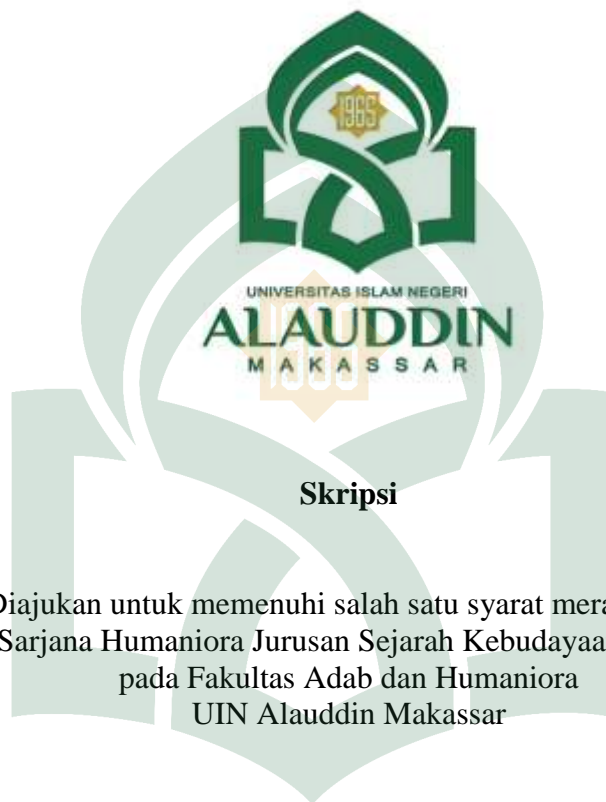 1965
UNIVERSITAS ISLAM NEGERI
ALAUDDIN
MAKASSAR
Skripsi
Diajukan untuk memenuhi salah satu syarat
Sarjana Humaniora Jurusan Sejarah
pada Fakultas Adab dan Humaniora
UIN Alauddin Makassar